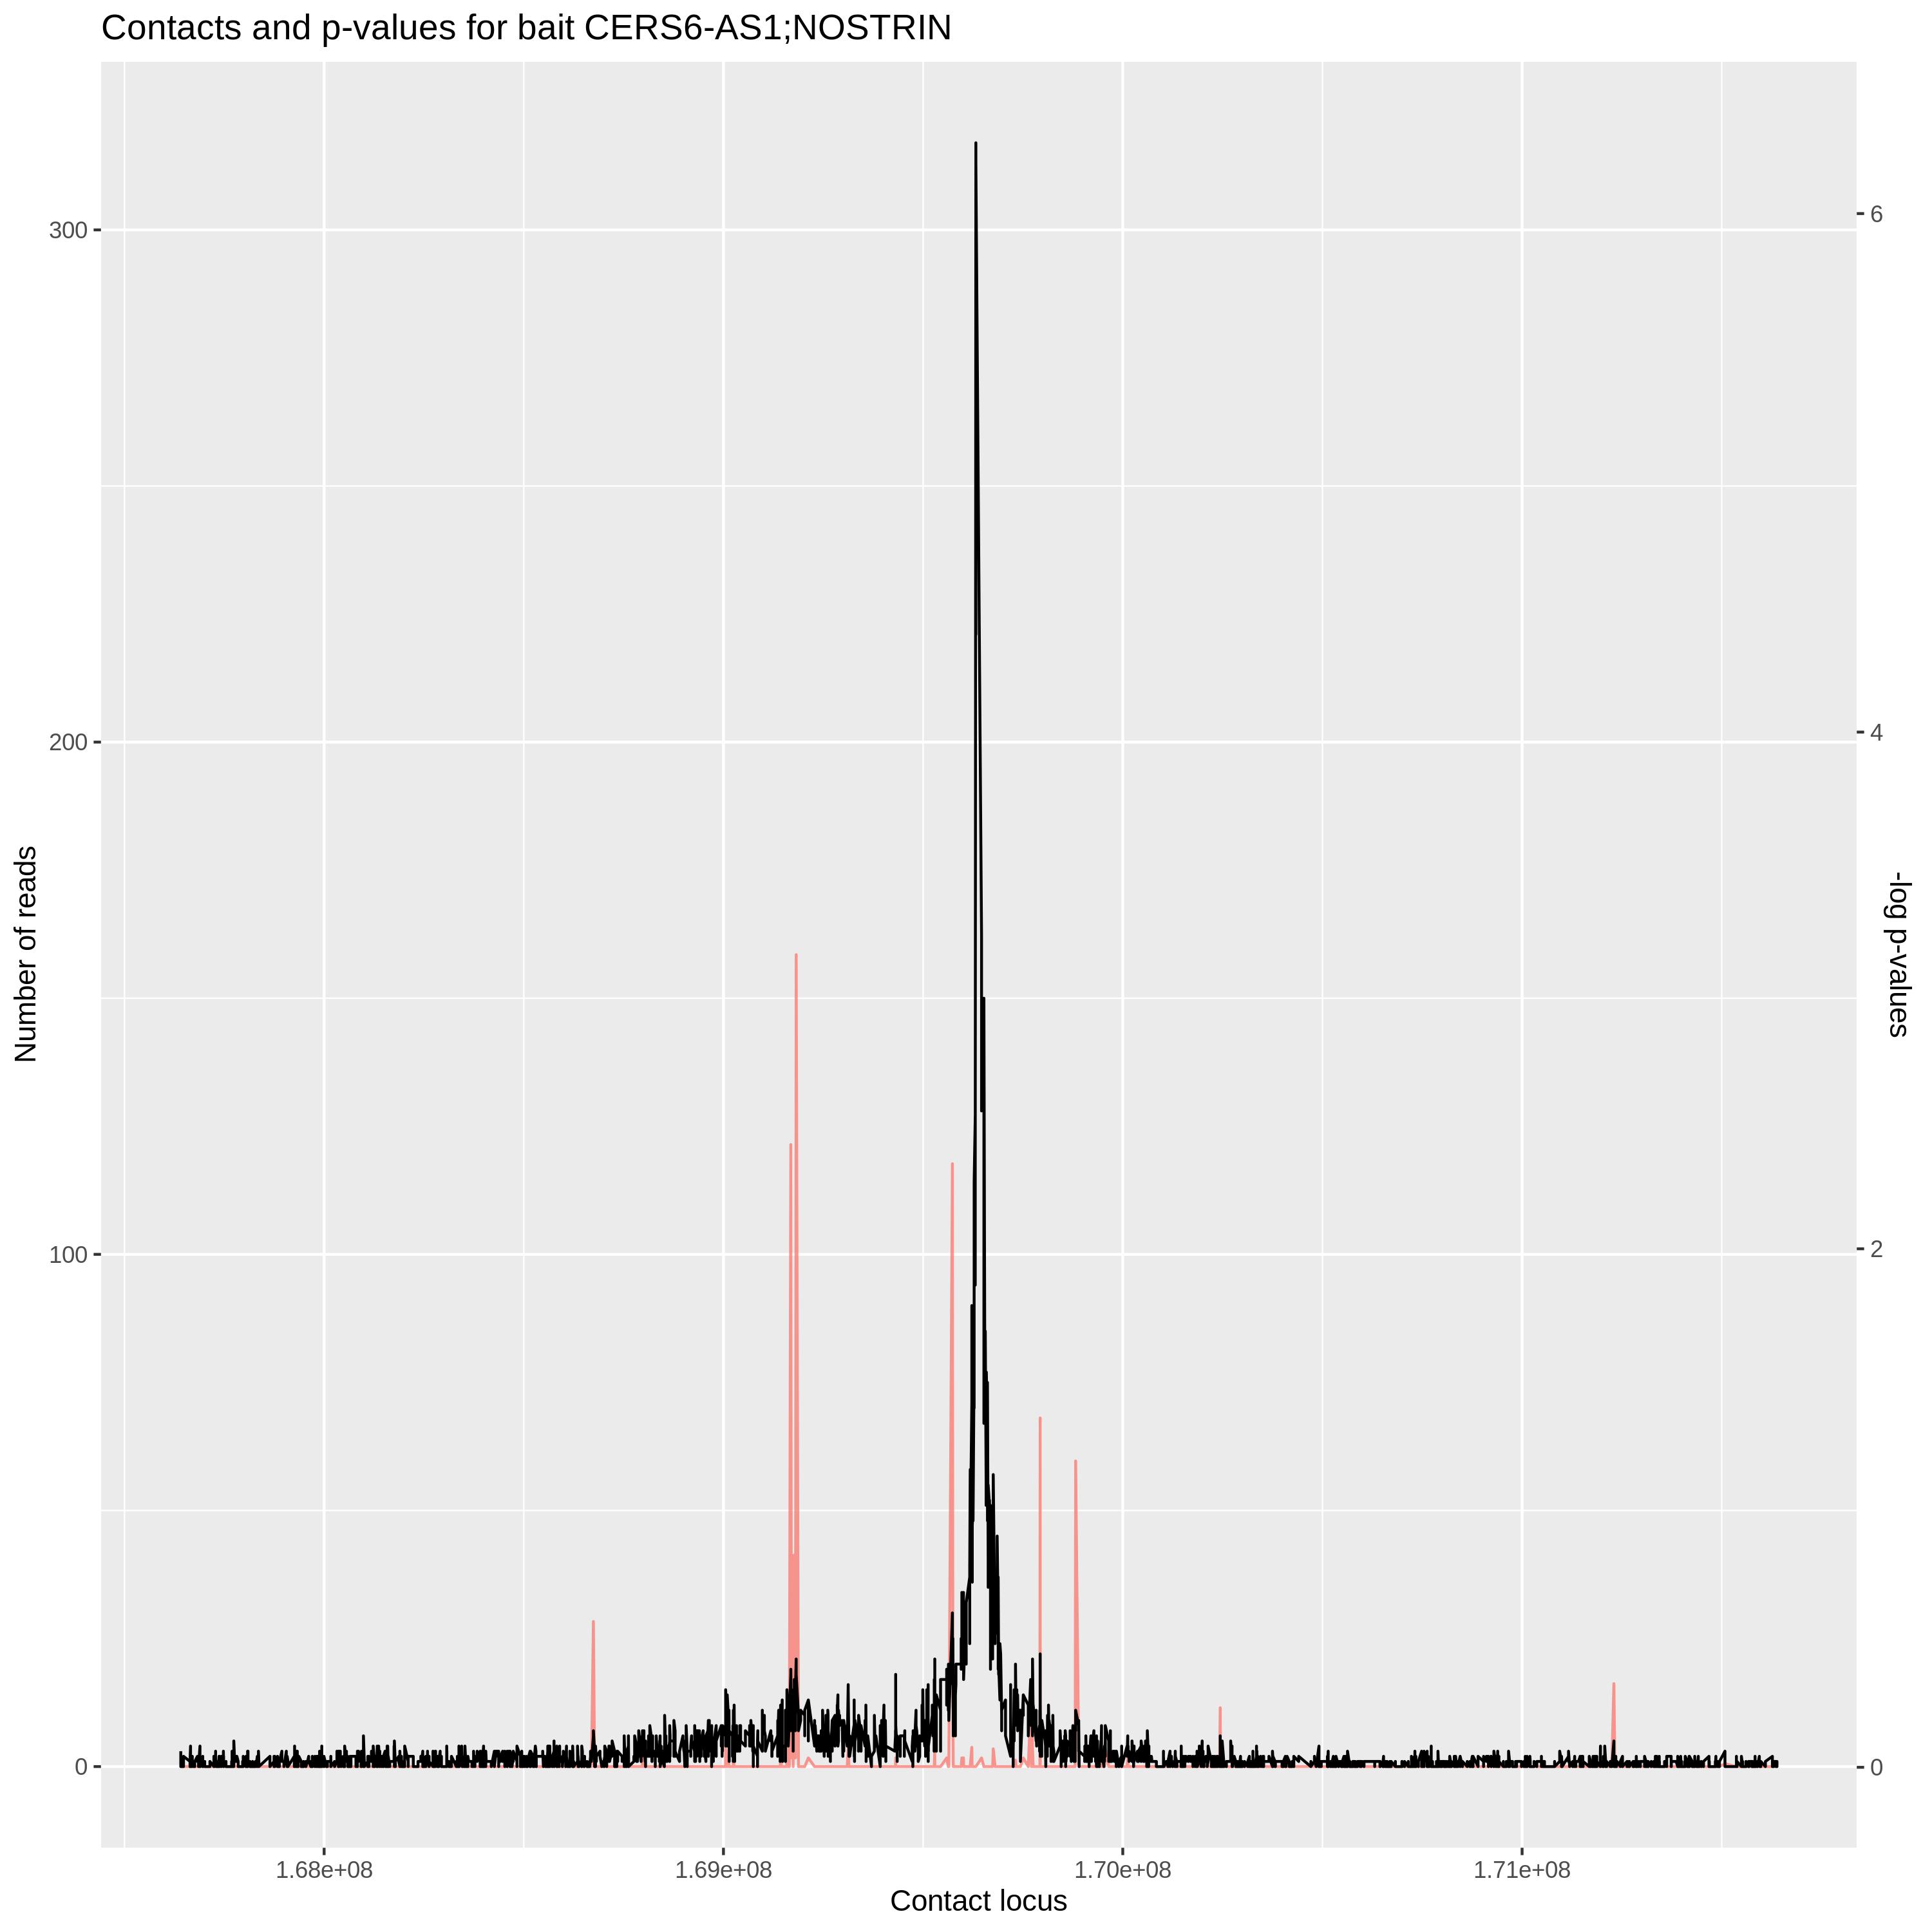 Contacts and p-values for bait CERS6-AS1;NOSTRIN
300
200
100
0
Number of reads
6
4
2
0
-log p-values
1.68e+08
1.69e+08
1.70e+08
1.71e+08
Contact locus